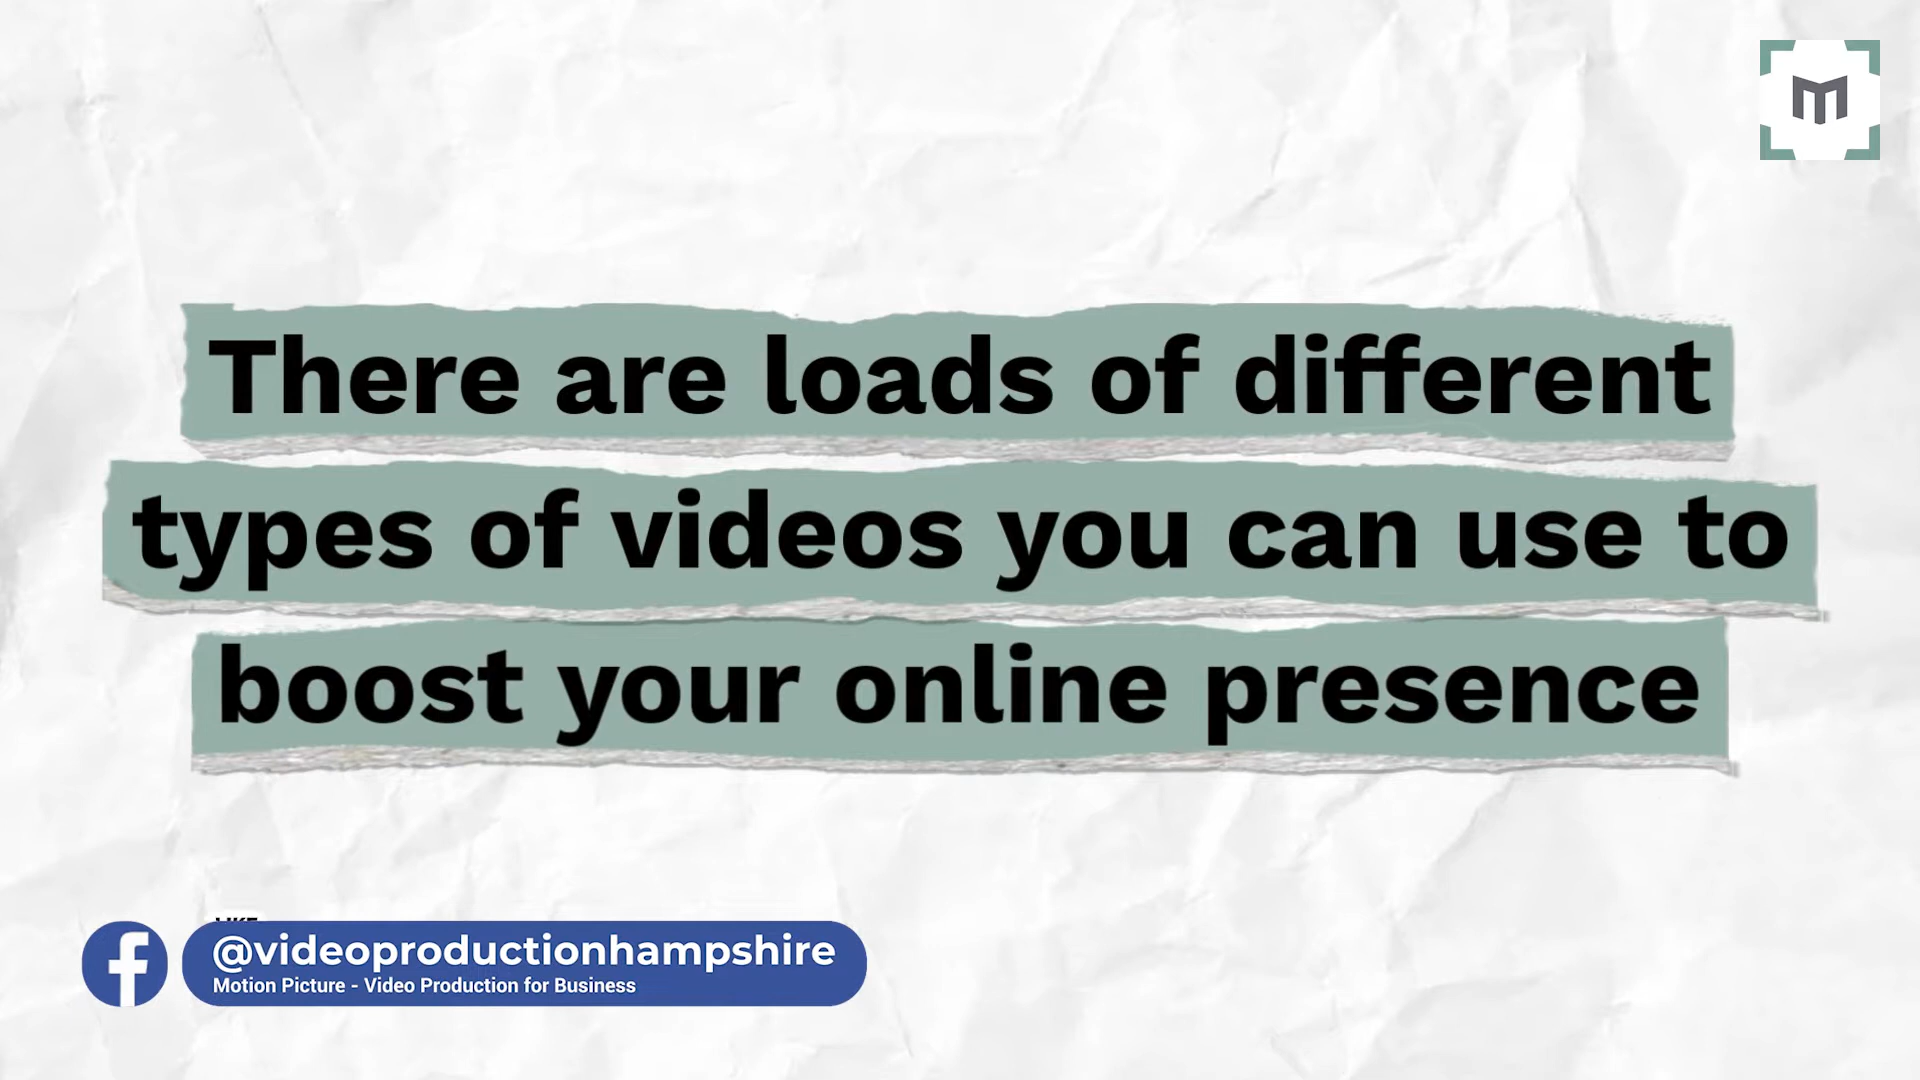 There are loads of different
types of videos you can use to
boost your online presence
@videoproductionhampshire
Motion Picture - Video Production for Business